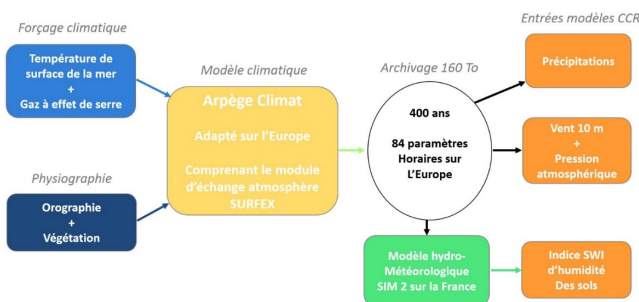 Forçage climatique
Température de
surface de la mer
+
Gaz à effet de serre
Physiographie
Orographie
+
Végétation
Modèle climatique
Arpège Climat
Adapté sur l'Europe
Comprenant le module
d'échange atmosphère
SURFEX
Archivage 160 To
400 ans
84 paramètres
Horaires sur
L'Europe
Modèle hydro-
Météorologique
SIM 2 sur la France
Entrées modèles CCR
Précipitations
Vent 10 m
+
Pression
atmosphérique
Indice SWI
d'humidité
Des sols